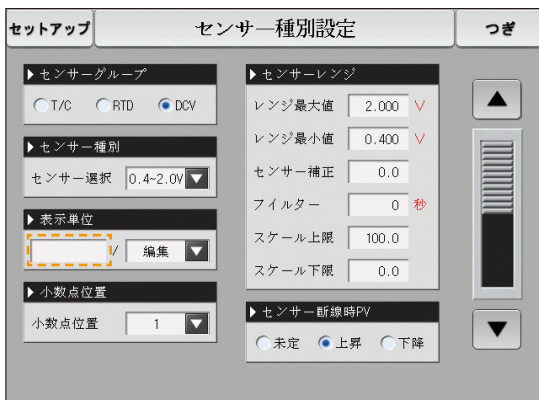 セットアップ
センサー種別設定
つぎ
▶センサーグループ
T/C RTD DCV
▶センサー種別
センサー選択 0.4~2.0V
▶表示単位
/ 編集
▶小数点位置
小数点位置 1
▶センサーレンジ
レンジ最大値 2.000 V
レンジ最小値 0.400 V
センサー補正 0.0
フイルター 0 秒
スケール上限 100.0
スケール下限 0.0
▶センサー断線時PV
未定 上昇 下降